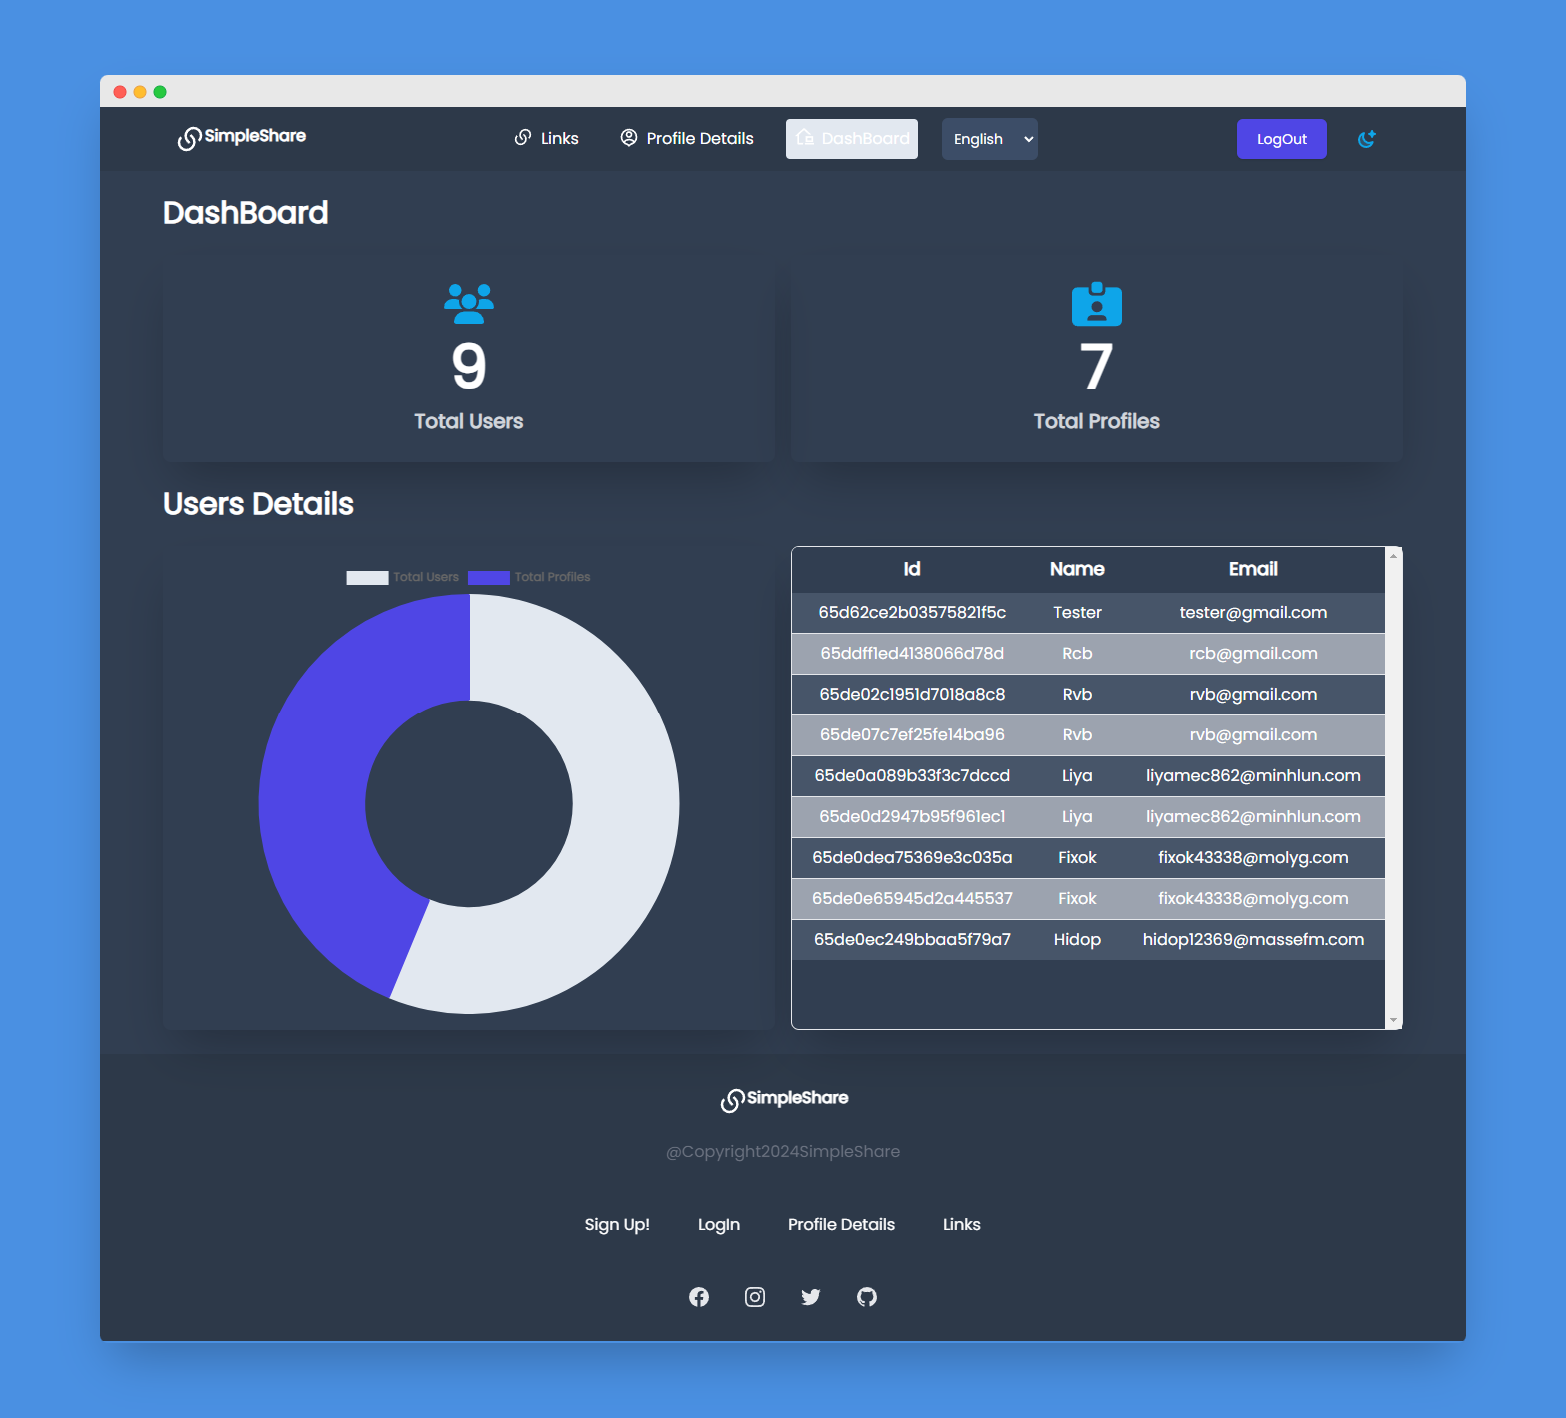 SimpleShare
Links
Profile Details
DashBoard
English
LogOut
DashBoard
9
Total Users
7
Total Profiles
Users Details
Total Users Total Profiles
Id Name Email
65d62ce2b03575821f5c Tester tester@gmail.com
65ddff1ed4138066d78d Rcb rcb@gmail.com
65de02c1951d7018a8c8 Rvb rvb@gmail.com
65de07c7ef25fe14ba96 Rvb rvb@gmail.com
65de0a089b33f3c7dccd Liya liyamec862@minhlun.com
65de0d2947b95f961ec1 Liya liyamec862@minhlun.com
65de0dea75369e3c035a Fixok fixok43338@molyg.com
65de0e65945d2a445537 Fixok fixok43338@molyg.com
65de0ec249bbaa5f79a7 Hidop hidop12369@massefm.com
SimpleShare
@Copyright2024SimpleShare
Sign Up! LogIn Profile Details Links